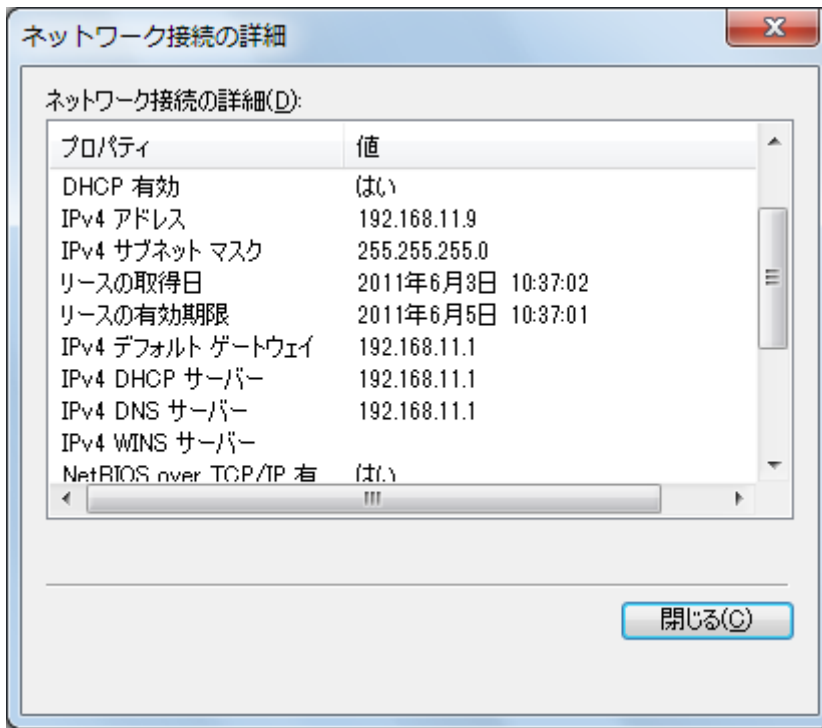 ネットワーク接続の詳細
ネットワーク接続の詳細(D):
プロパティ 値
DHCP 有効 はい
IPv4 アドレス 192.168.11.9
IPv4 サブネット マスク 255.255.255.0
リースの取得日 2011年6月3日 10:37:02
リースの有効期限 2011年6月5日 10:37:01
IPv4 デフォルト ゲートウェイ 192.168.11.1
IPv4 DHCP サーバー 192.168.11.1
IPv4 DNS サーバー 192.168.11.1
IPv4 WINS サーバー
NetBIOS over TCP/IP 有 はい
閉じる(C)